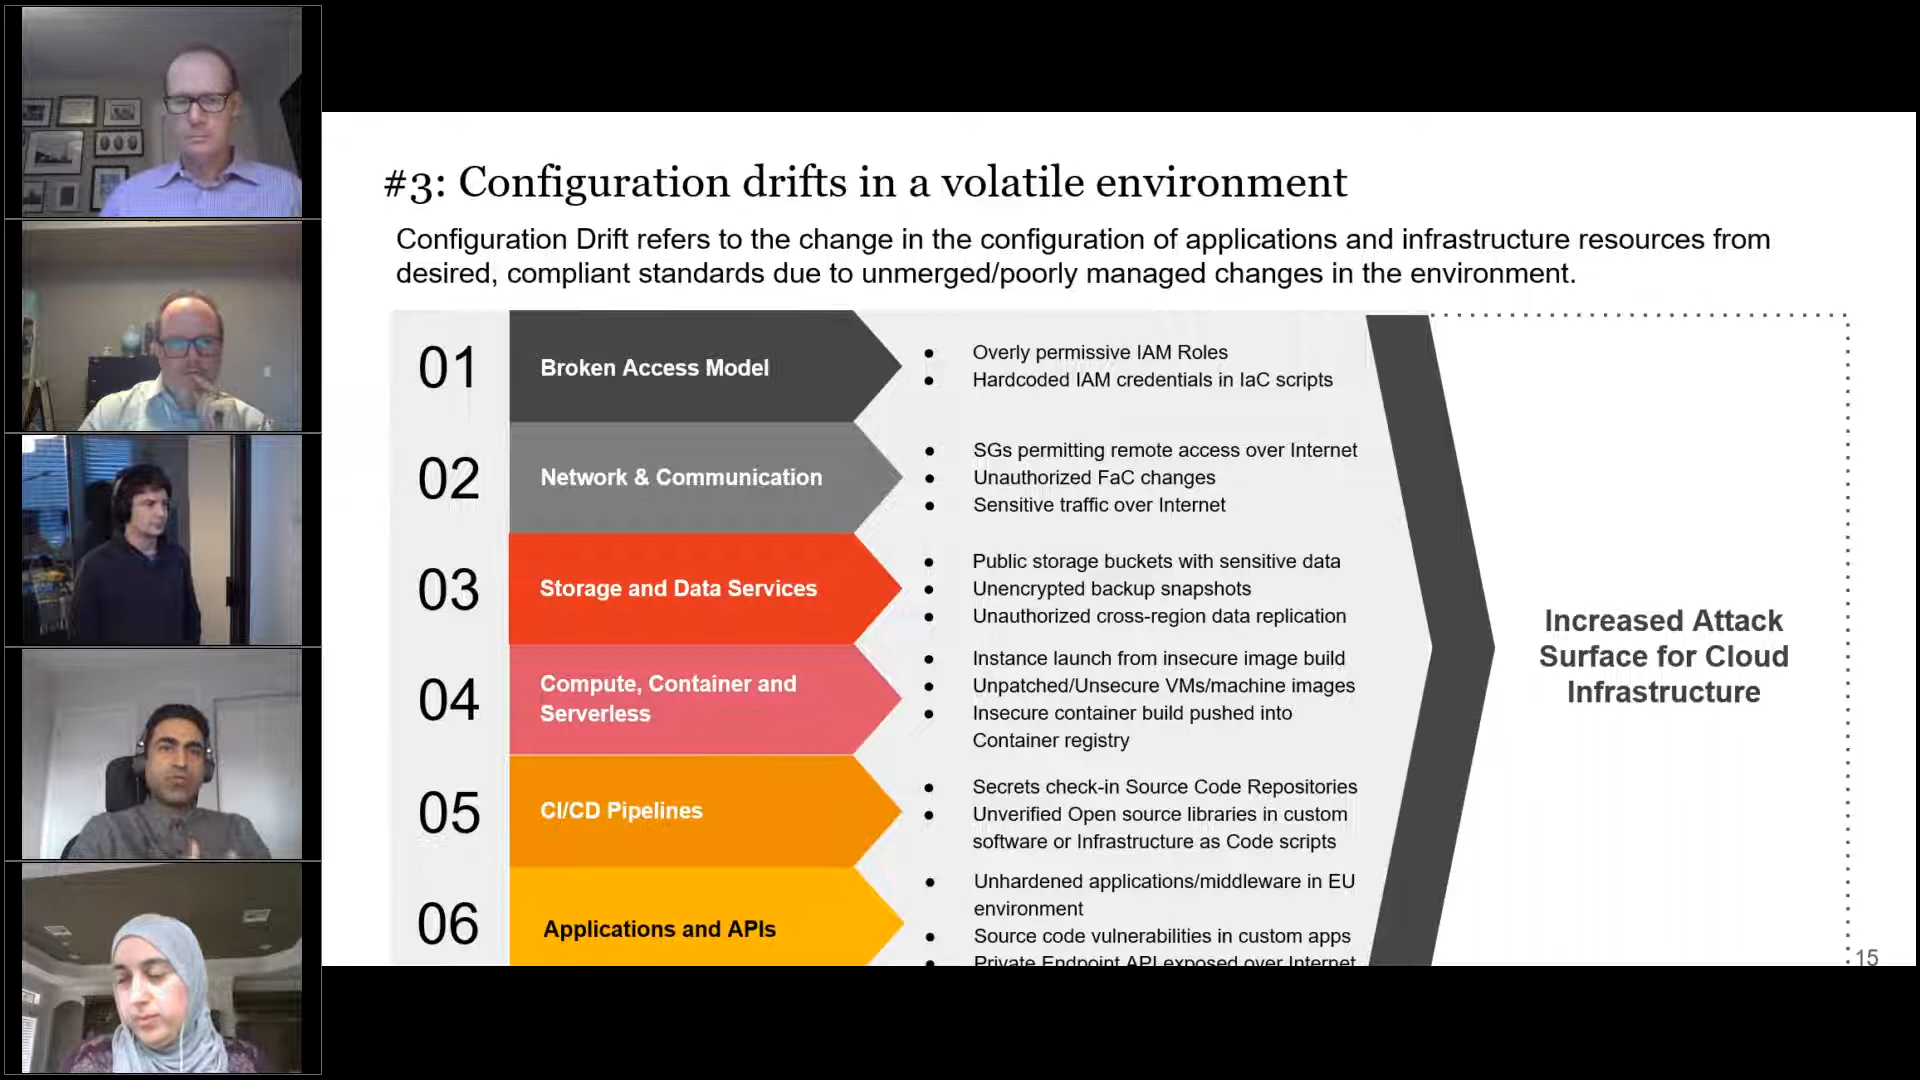 #3: Configuration drifts in a volatile environment
Configuration Drift refers to the change in the configuration of applications and infrastructure resources from
desired, compliant standards due to unmerged/poorly managed changes in the environment.
01
Broken Access Model
Overly permissive IAM Roles
Hardcoded IAM credentials in IaC scripts
02
Network & Communication
SGs permitting remote access over Internet
Unauthorized FaC changes
Sensitive traffic over Internet
03
Storage and Data Services
Public storage buckets with sensitive data
Unencrypted backup snapshots
Unauthorized cross-region data replication
04
Compute, Container and
Serverless
Instance launch from insecure image build
Unpatched/Unsecure VMs/machine images
Insecure container build pushed into
Container registry
05
CI/CD Pipelines
Secrets check-in Source Code Repositories
Unverified Open source libraries in custom
software or Infrastructure as Code scripts
06
Applications and APIs
Unhardened applications/middleware in EU
environment
Source code vulnerabilities in custom apps
Private Endpoint API exposed over Internet
Increased Attack
Surface for Cloud
Infrastructure
15